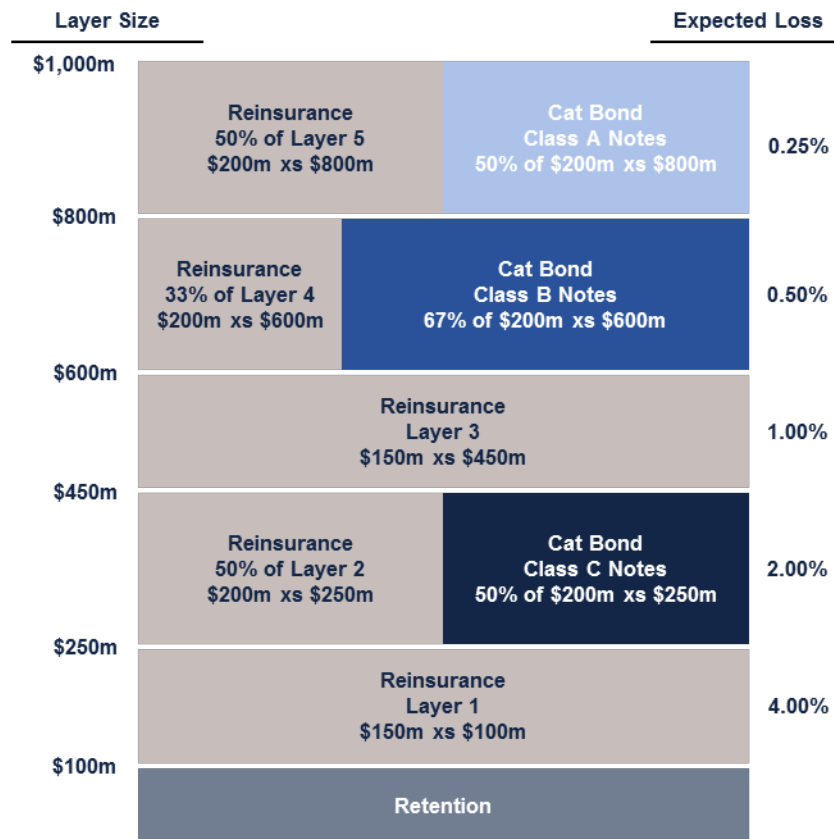 Layer Size
Expected Loss
$1,000m
Reinsurance
50% of Layer 5
$200m xs $800m
Cat Bond
Class A Notes
50% of $200m xs $800m
0.25%
$800m
Reinsurance
33% of Layer 4
$200m xs $600m
Cat Bond
Class B Notes
67% of $200m xs $600m
0.50%
$600m
Reinsurance
Layer 3
$150m xs $450m
1.00%
$450m
Reinsurance
50% of Layer 2
$200m xs $250m
Cat Bond
Class C Notes
50% of $200m xs $250m
2.00%
$250m
Reinsurance
Layer 1
$150m xs $100m
4.00%
$100m
Retention